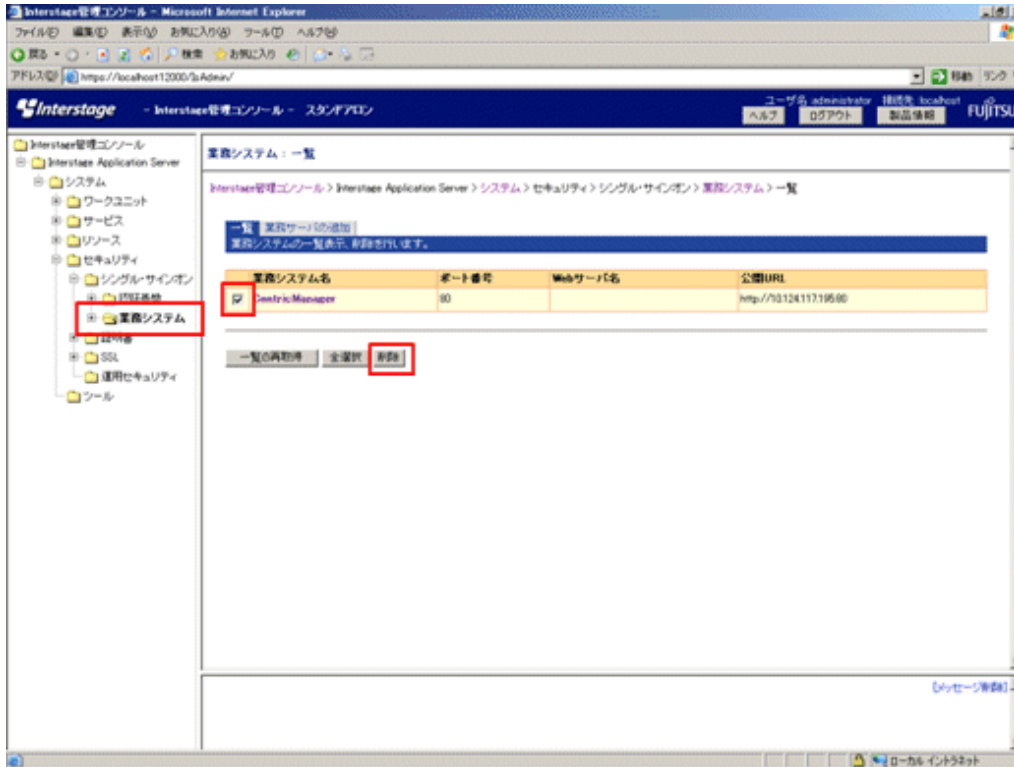 Interstage管理コンソール - Microsoft Internet Explorer
ファイル(F) 編集(E) 表示(V) お気に入り(A) ツール(T) ヘルプ(H)
戻る 検索 お気に入り
アドレス(D) https://localhost:12000/IsAdmin/ 移動 リンク
Interstage - Interstage管理コンソール - スタンドアロン
ユーザ名 administrator 接続先 localhost
ヘルプ ログアウト 製品情報 FUJITSU
Interstage管理コンソール
Interstage Application Server
システム
ワークユニット
サービス
リソース
セキュリティ
シングル・サインオン
認証基盤
業務システム
証明書
SSL
運用セキュリティ
ツール
業務システム : 一覧
Interstage管理コンソール > Interstage Application Server > システム > セキュリティ > シングル・サインオン > 業務システム > 一覧
一覧 業務サーバの追加
業務システムの一覧表示、削除を行います。
業務システム名 ポート番号 Webサーバ名 公開URL
CentricManager 80 http://10.124.117.195:80
一覧の再取得 全選択 削除
[メッセージ削除]
ローカル イントラネット